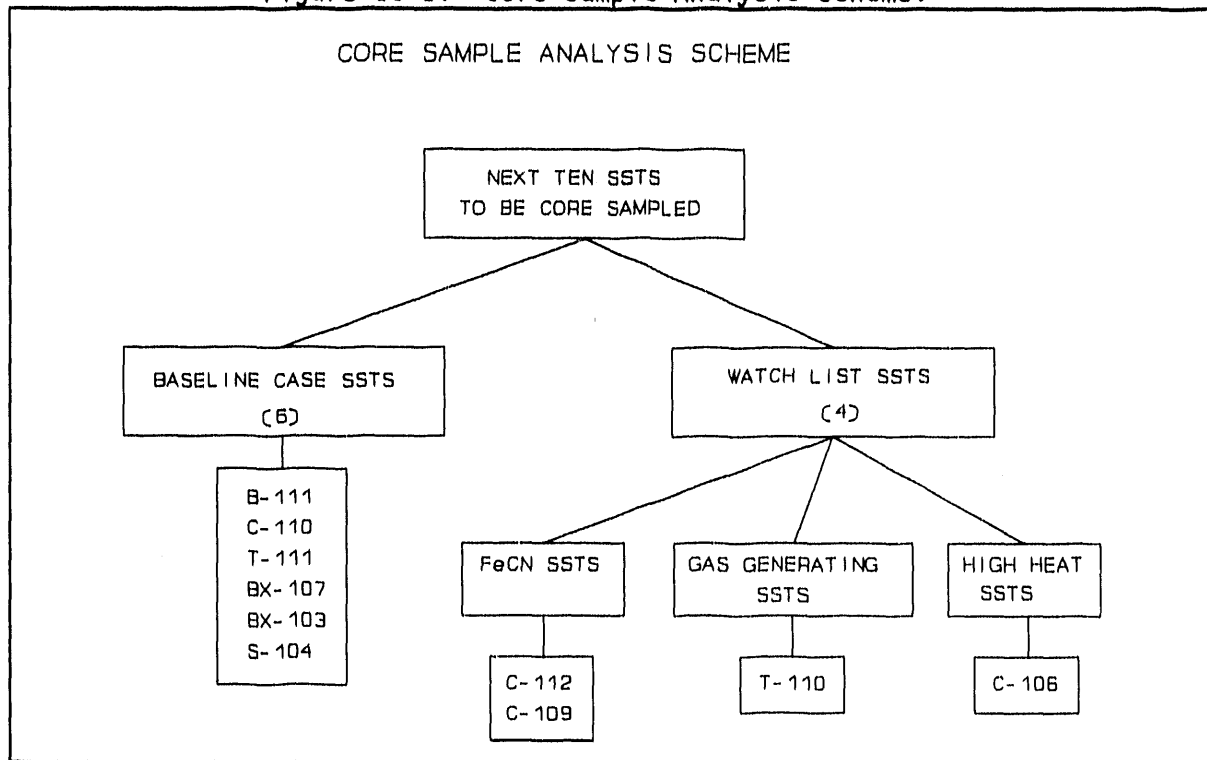 CORE SAMPLE ANALYSIS SCHEME
NEXT TEN SSTS
TO BE CORE SAMPLED
BASELINE CASE SSTS
(6)
B-111
C-110
T-111
BX-107
BX-103
S-104
WATCH LIST SSTS
(4)
FeCN SSTS
C-112
C-109
GAS GENERATING
SSTS
T-110
HIGH HEAT
SSTS
C-106